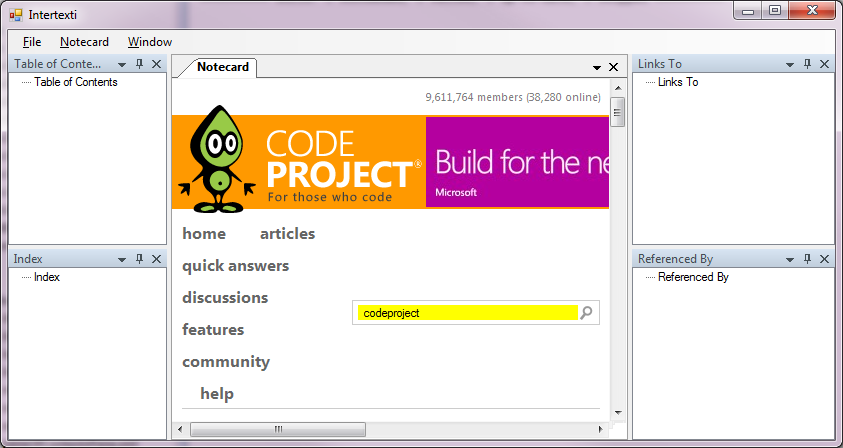 Intertexti
File Notecard Window
Table of Conte...
Table of Contents
Index
Index
Notecard
9,611,764 members (38,280 online)
CODE
PROJECT®
For those who code
Build for the ne
Microsoft
home articles
quick answers
discussions
codeproject
features
community
help
Links To
Links To
Referenced By
Referenced By